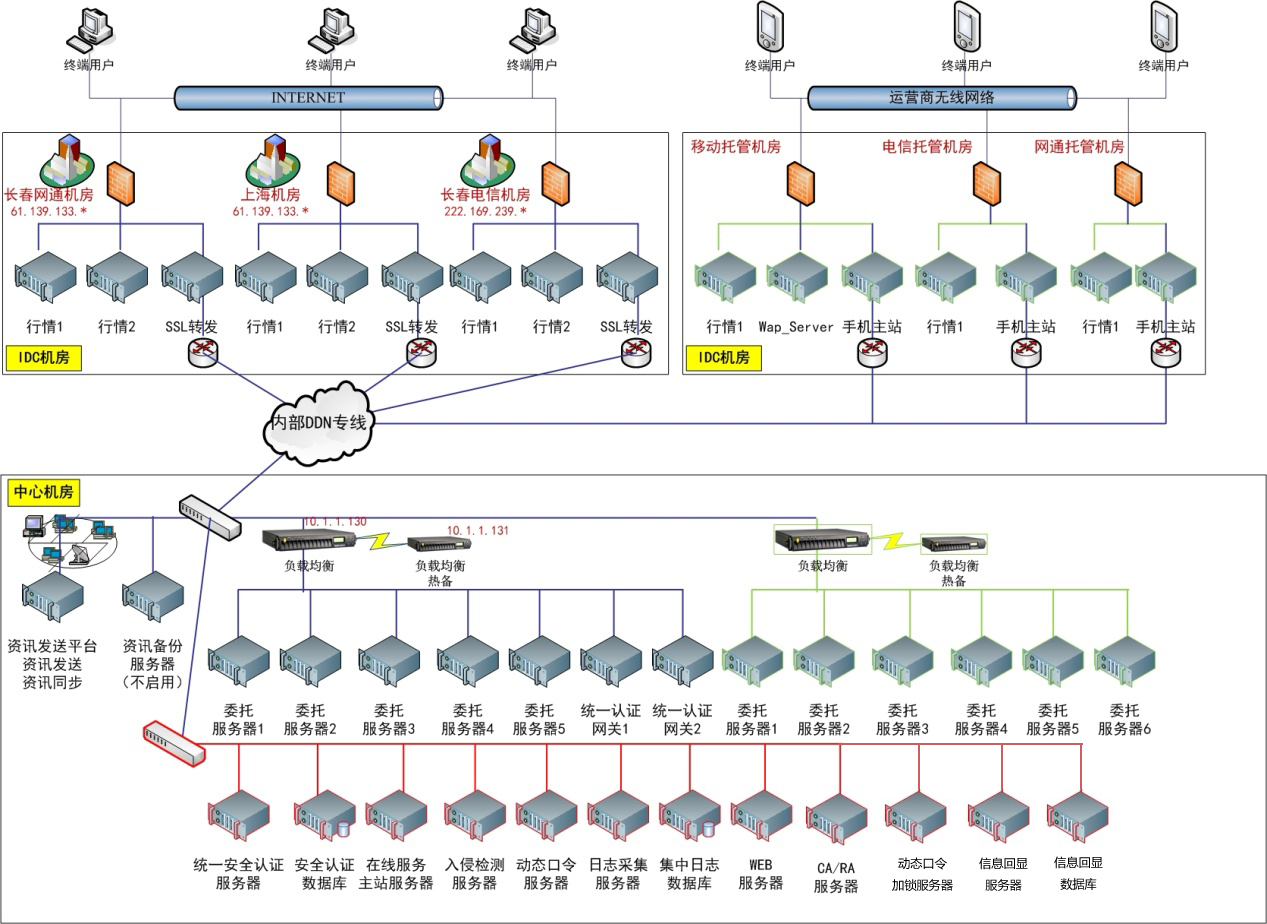 终端用户
终端用户
终端用户
终端用户
终端用户
终端用户
INTERNET
运营商无线网络
长春网通机房
61.139.133.*
上海机房
61.139.133.*
长春电信机房
222.169.239.*
移动托管机房
电信托管机房
网通托管机房
行情1
行情2
SSL转发
行情1
行情2
SSL转发
行情1
行情2
SSL转发
行情1
Wap_Server
手机主站
行情1
手机主站
行情1
手机主站
IDC机房
IDC机房
内部DDN专线
中心机房
10.1.1.130
10.1.1.131
负载均衡
负载均衡
热备
负载均衡
负载均衡
热备
资讯发送平台
资讯发送
资讯同步
资讯备份
服务器
(不启用)
委托
服务器1
委托
服务器2
委托
服务器3
委托
服务器4
委托
服务器5
统一认证
网关1
统一认证
网关2
委托
服务器1
委托
服务器2
委托
服务器3
委托
服务器4
委托
服务器5
委托
服务器6
统一安全认证
服务器
安全认证
数据库
在线服务
主站服务器
入侵检测
服务器
动态口令
服务器
日志采集
服务器
集中日志
数据库
WEB
服务器
CA/RA
服务器
动态口令
加锁服务器
信息回显
服务器
信息回显
数据库